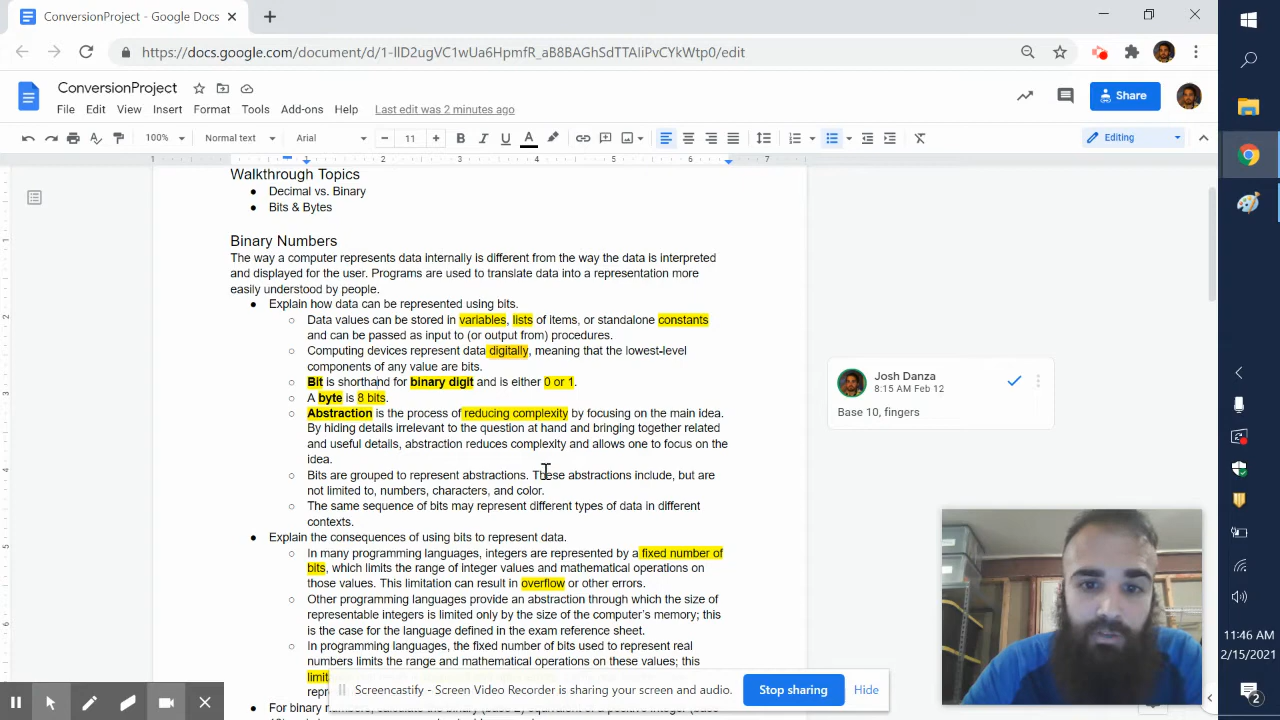 ConversionProject - Google Docs
https://docs.google.com/document/d/1-IlD2ugVC1wUa6HpmfR_aB8BAGhSdTTAIiPvCYkWtp0/edit
ConversionProject
File Edit View Insert Format Tools Add-ons Help Last edit was 2 minutes ago
Share
100% Normal text Arial 11 Editing
1 1 2 3 4 5 6 7
Walkthrough Topics
Decimal vs. Binary
Bits & Bytes
Binary Numbers
The way a computer represents data internally is different from the way the data is interpreted
and displayed for the user. Programs are used to translate data into a representation more
easily understood by people.
Explain how data can be represented using bits.
Data values can be stored in variables, lists of items, or standalone constants
and can be passed as input to (or output from) procedures.
Computing devices represent data digitally, meaning that the lowest-level
components of any value are bits.
Bit is shorthand for binary digit and is either 0 or 1.
A byte is 8 bits.
Abstraction is the process of reducing complexity by focusing on the main idea.
By hiding details irrelevant to the question at hand and bringing together related
and useful details, abstraction reduces complexity and allows one to focus on the
idea.
Bits are grouped to represent abstractions. These abstractions include, but are
not limited to, numbers, characters, and color.
The same sequence of bits may represent different types of data in different
contexts.
Explain the consequences of using bits to represent data.
In many programming languages, integers are represented by a fixed number of
bits, which limits the range of integer values and mathematical operations on
those values. This limitation can result in overflow or other errors.
Other programming languages provide an abstraction through which the size of
representable integers is limited only by the size of the computer's memory; this
is the case for the language defined in the exam reference sheet.
In programming languages, the fixed number of bits used to represent real
numbers limits the range and mathematical operations on these values; this
limit
Josh Danza
8:15 AM Feb 12
Base 10, fingers
Screencastify - Screen Video Recorder is sharing your screen and audio.
Stop sharing
Hide
11:46 AM
2/15/2021
2